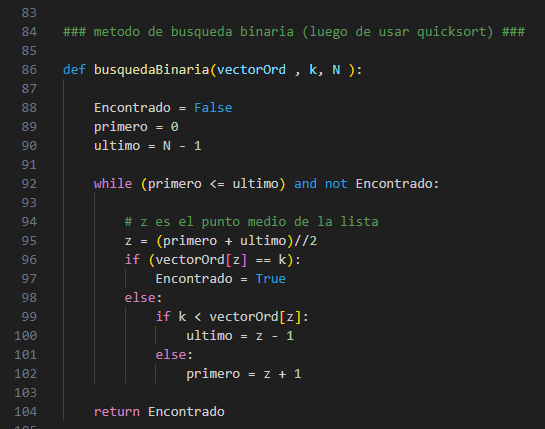 83
84 ### metodo de busqueda binaria (luego de usar quicksort) ###
85
86 def busquedaBinaria(vectorOrd , k, N ):
87
88     Encontrado = False
89     primero = 0
90     ultimo = N - 1
91
92     while (primero <= ultimo) and not Encontrado:
93
94         # z es el punto medio de la lista
95         z = (primero + ultimo)//2
96         if (vectorOrd[z] == k):
97             Encontrado = True
98         else:
99             if k < vectorOrd[z]:
100                 ultimo = z - 1
101             else:
102                 primero = z + 1
103
104     return Encontrado